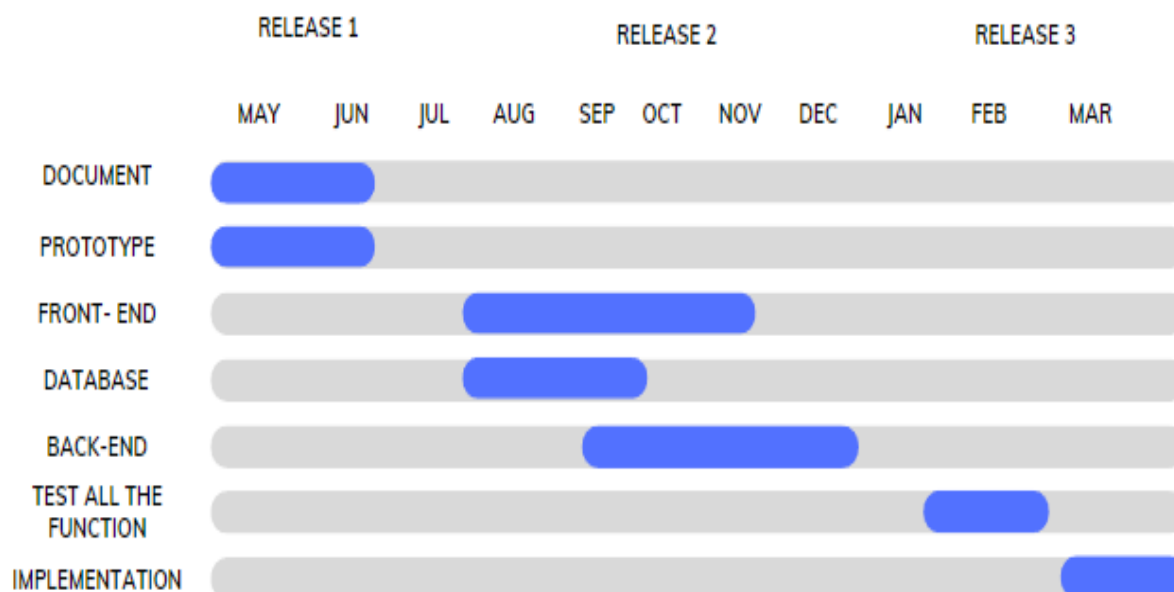 RELEASE 1
RELEASE 2
RELEASE 3
MAY JUN JUL AUG SEP OCT NOV DEC JAN FEB MAR
DOCUMENT
PROTOTYPE
FRONT- END
DATABASE
BACK-END
TEST ALL THE
FUNCTION
IMPLEMENTATION